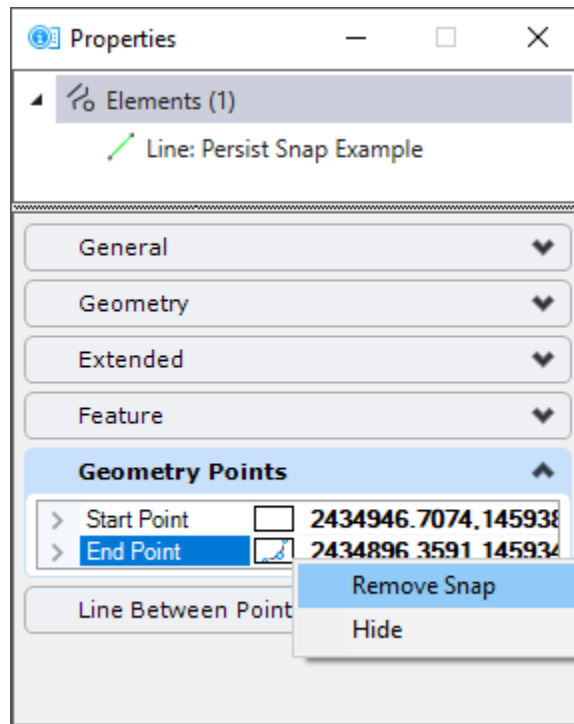 Properties
Elements (1)
Line: Persist Snap Example
General
Geometry
Extended
Feature
Geometry Points
Start Point 2434946.7074,145938
End Point 2434896.3591,145934
Remove Snap
Line Between Point
Hide